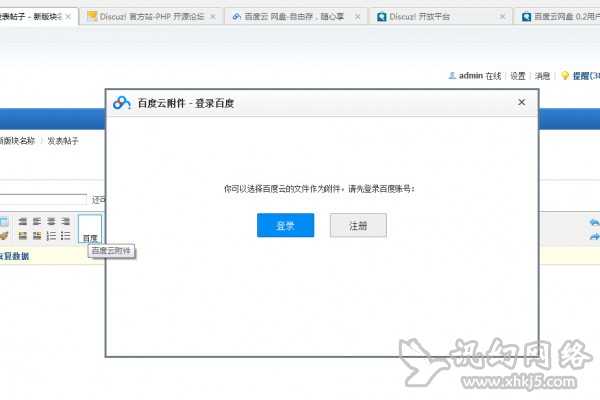 发表帖子 - 新版块名
Discuz! 官方站-PHP 开源论坛
百度云 网盘-自由存，随心享
Discuz! 开放平台
百度云网盘 0.2用户
admin 在线 | 设置 | 消息 | 提醒(3
百度云附件 - 登录百度
新版块名称 › 发表帖子
你可以选择百度云的文件作为附件，请先登录百度账号：
还可
登录 注册
百度
百度云附件
恢复数据
讯幻网络
www.xhkj5.com